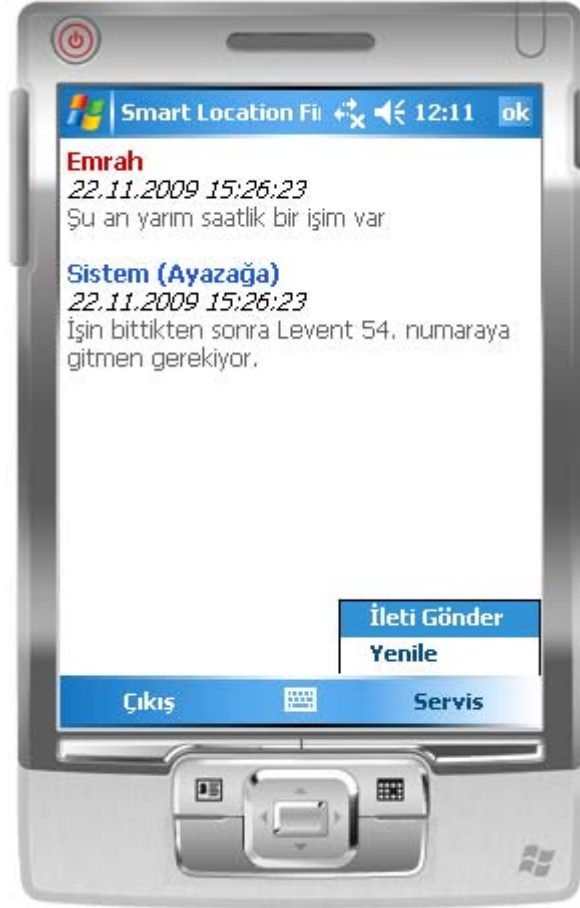 Smart Location Fi 12:11 ok
Emrah
22.11.2009 15:26:23
Şu an yarım saatlik bir işim var
Sistem (Ayazağa)
22.11.2009 15:26:23
İşin bittikten sonra Levent 54. numaraya
gitmen gerekiyor.
İleti Gönder
Yenile
Çıkış Servis